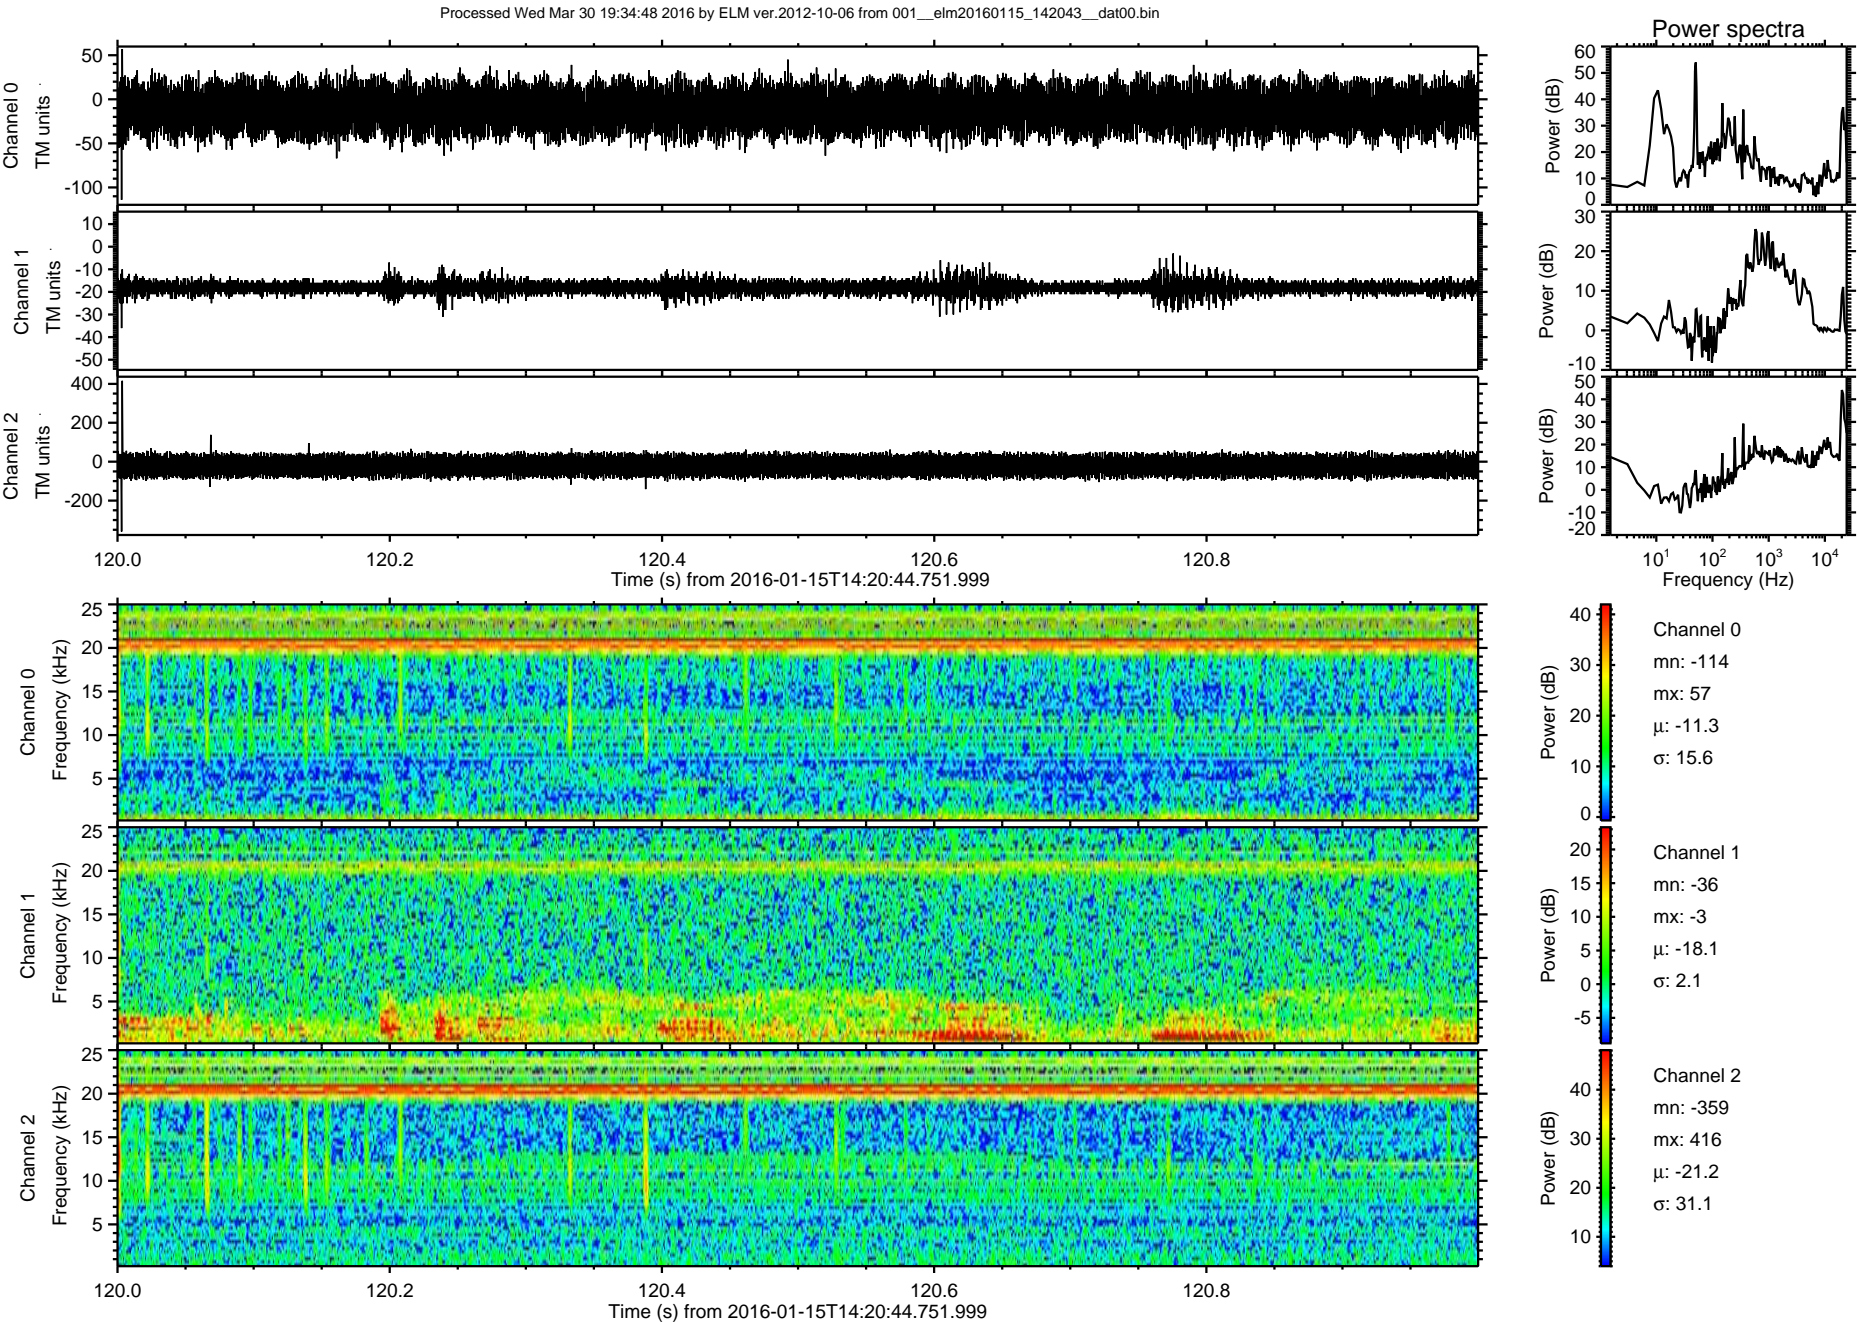 Processed Wed Mar 30 19:34:48 2016 by ELM ver.2012-10-06 from 001__elm20160115_142043__dat00.bin
Power spectra
Channel 0
TM units
50
0
-50
-100
Power (dB)
60
50
40
30
20
10
0
Channel 1
TM units
10
0
-10
-20
-30
-40
-50
Power (dB)
30
20
10
0
-10
Channel 2
TM units
400
200
0
-200
Power (dB)
50
40
30
20
10
0
-10
-20
120.0 120.2 120.4 120.6 120.8
Time (s) from 2016-01-15T14:20:44.751.999
10¹ 10² 10³ 10⁴
Frequency (Hz)
Channel 0
Frequency (kHz)
25
20
15
10
5
Power (dB)
40
30
20
10
0
Channel 0
mn: -114
mx: 57
µ: -11.3
σ: 15.6
Channel 1
Frequency (kHz)
25
20
15
10
5
Power (dB)
20
15
10
5
0
-5
Channel 1
mn: -36
mx: -3
µ: -18.1
σ: 2.1
Channel 2
Frequency (kHz)
25
20
15
10
5
Power (dB)
40
30
20
10
Channel 2
mn: -359
mx: 416
µ: -21.2
σ: 31.1
120.0 120.2 120.4 120.6 120.8
Time (s) from 2016-01-15T14:20:44.751.999